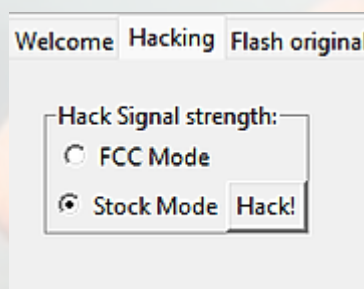 Welcome Hacking Flash original
Hack Signal strength:
FCC Mode
Stock Mode Hack!